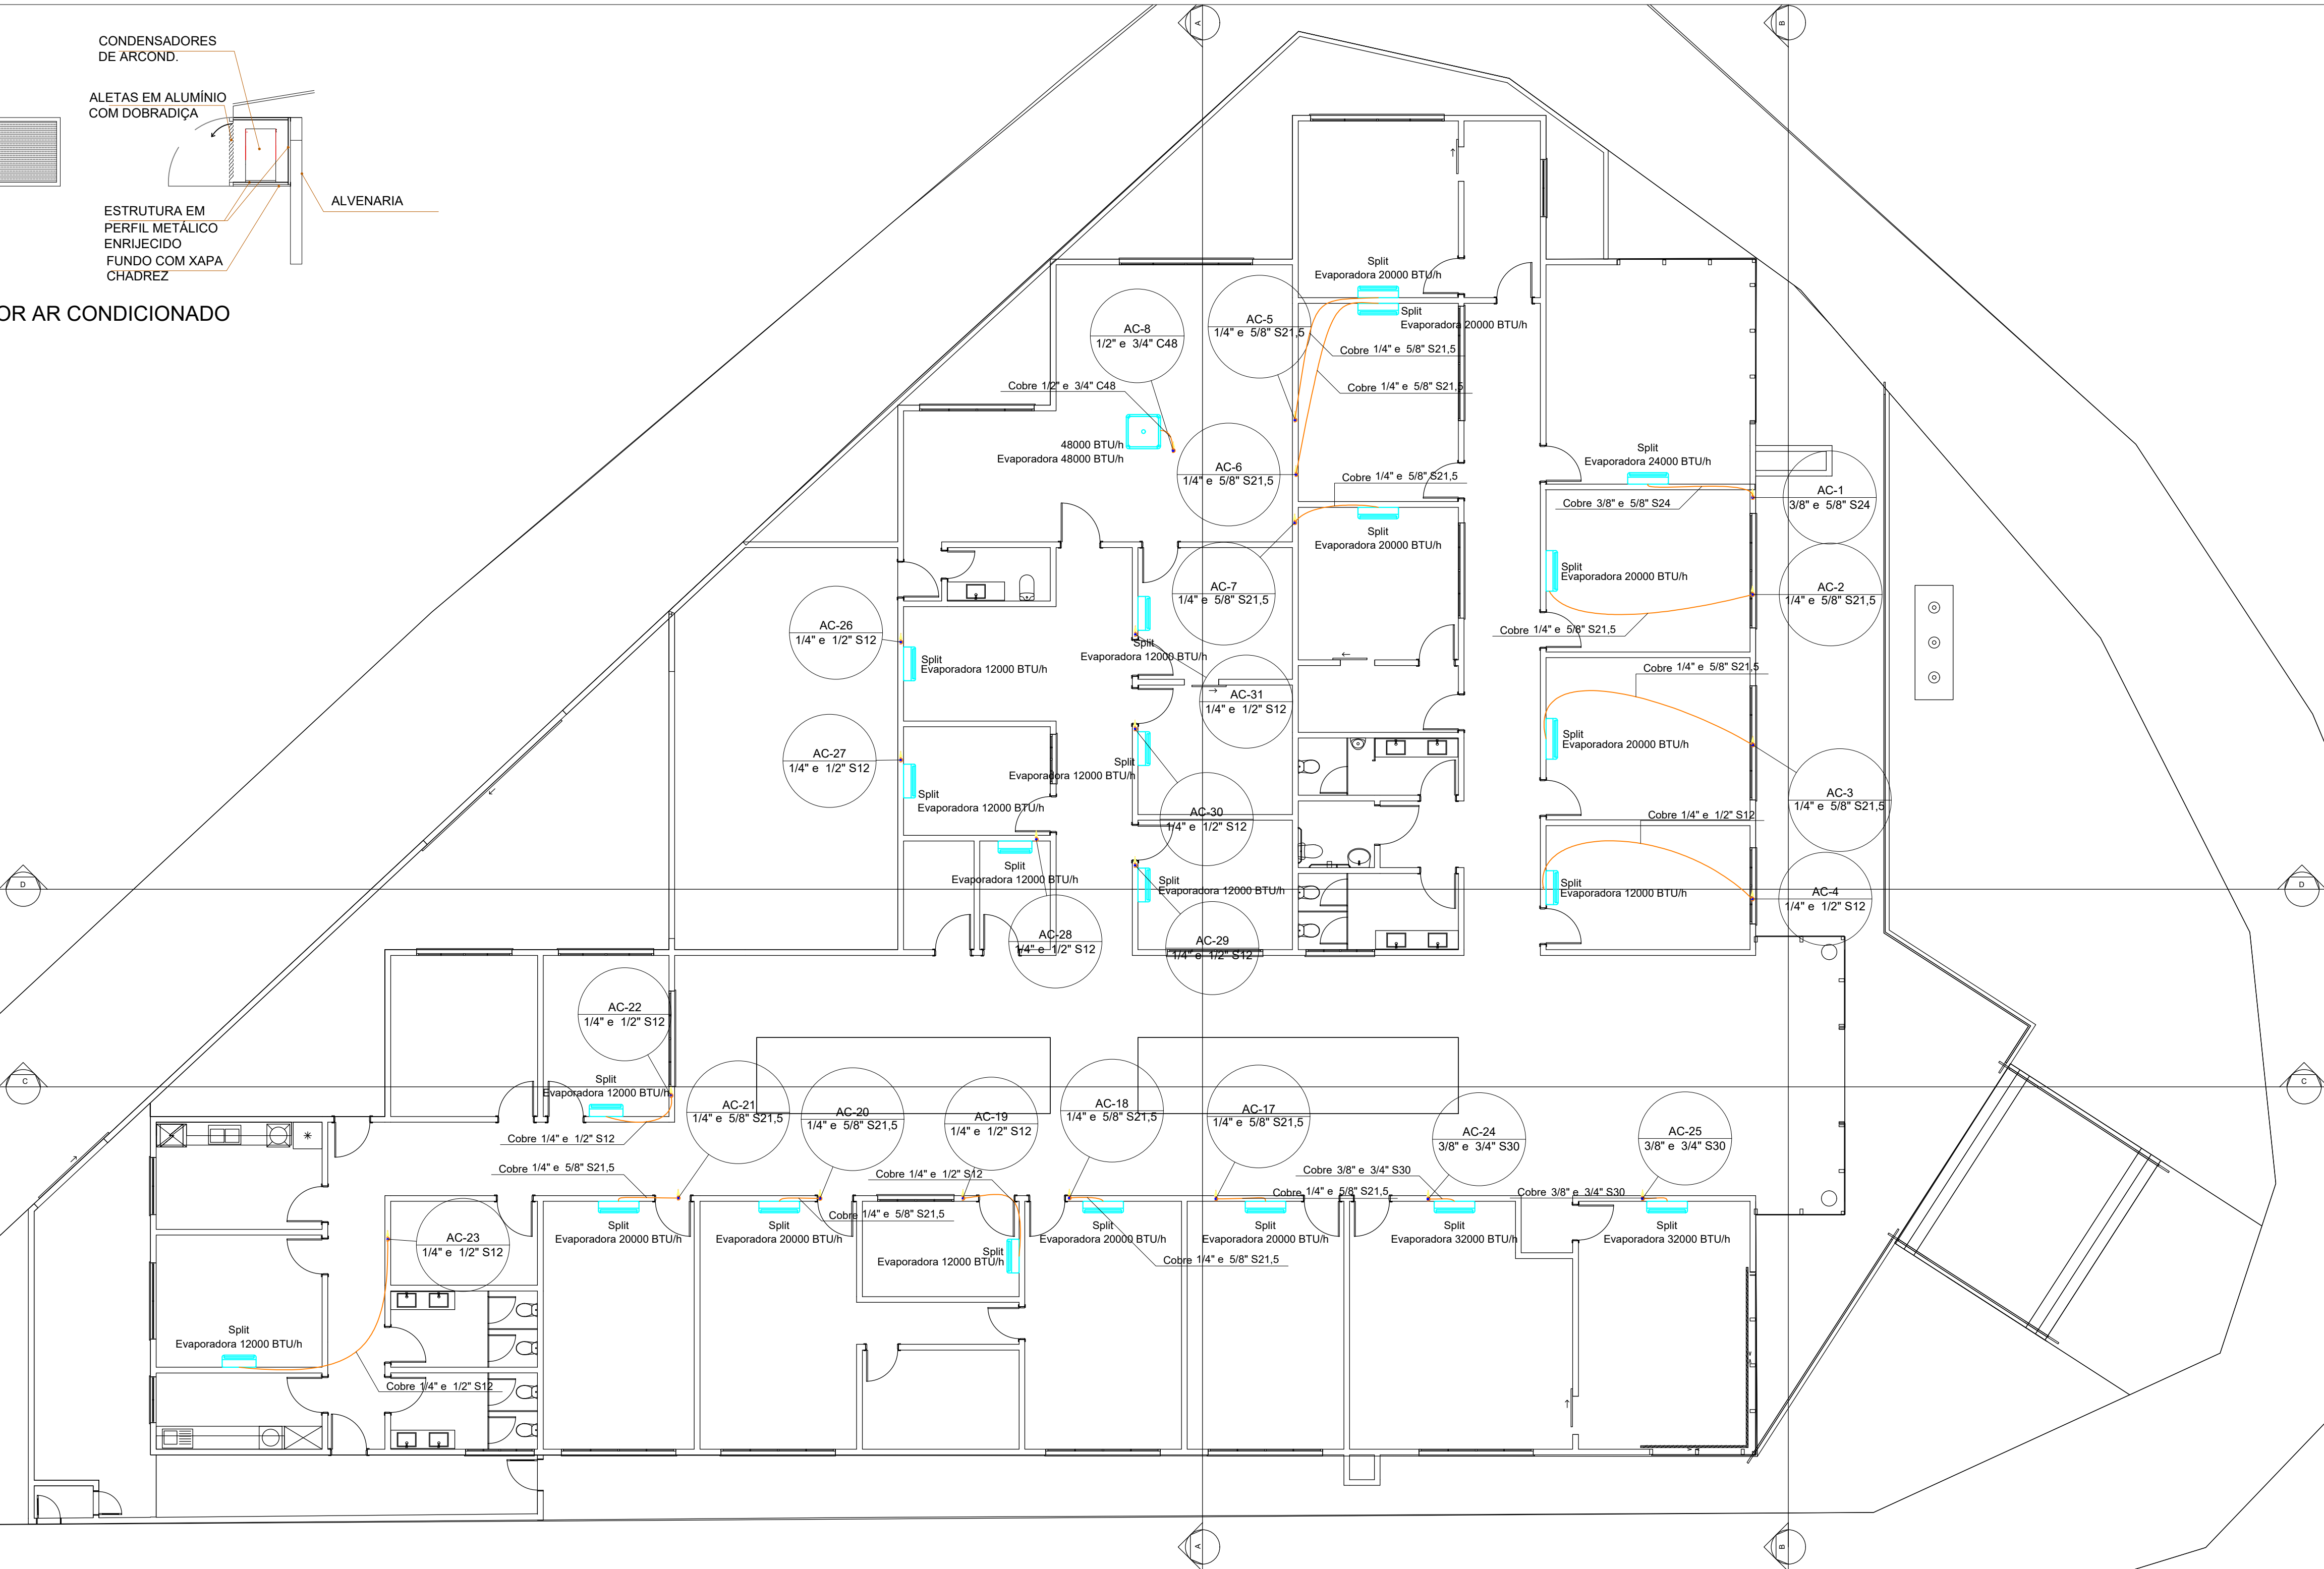 CONDENSADORES
DE ARCOND.
ALETAS EM ALUMÍNIO
COM DOBRADIÇA
ALVENARIA
ESTRUTURA EM
PERFIL METÁLICO
ENRIJECIDO
FUNDO COM XAPA
CHADREZ
OR AR CONDICIONADO
A
B
Split
Evaporadora 20000 BTU/h
Split
Evaporadora 20000 BTU/h
AC-8
1/2" e 3/4" C48
AC-5
1/4" e 5/8" S21,5
Cobre 1/4" e 5/8" S21,5
Cobre 1/4" e 5/8" S21,5
Cobre 1/2" e 3/4" C48
48000 BTU/h
Evaporadora 48000 BTU/h
AC-6
1/4" e 5/8" S21,5
Cobre 1/4" e 5/8" S21,5
Split
Evaporadora 24000 BTU/h
Cobre 3/8" e 5/8" S24
AC-1
3/8" e 5/8" S24
Split
Evaporadora 20000 BTU/h
Split
Evaporadora 20000 BTU/h
AC-7
1/4" e 5/8" S21,5
AC-2
1/4" e 5/8" S21,5
Cobre 1/4" e 5/8" S21,5
AC-26
1/4" e 1/2" S12
Split
Evaporadora 12000 BTU/h
Split
Evaporadora 12000 BTU/h
Cobre 1/4" e 5/8" S21,5
AC-31
1/4" e 1/2" S12
AC-27
1/4" e 1/2" S12
Split
Evaporadora 20000 BTU/h
Split
Evaporadora 12000 BTU/h
Split
Evaporadora 12000 BTU/h
AC-3
1/4" e 5/8" S21,5
AC-30
1/4" e 1/2" S12
Cobre 1/4" e 1/2" S12
Split
Evaporadora 12000 BTU/h
Split
Evaporadora 12000 BTU/h
Split
Evaporadora 12000 BTU/h
AC-4
1/4" e 1/2" S12
D
D
AC-28
1/4" e 1/2" S12
AC-29
1/4" e 1/2" S12
AC-22
1/4" e 1/2" S12
C
C
Split
Evaporadora 12000 BTU/h
AC-21
1/4" e 5/8" S21,5
AC-20
1/4" e 5/8" S21,5
AC-19
1/4" e 1/2" S12
AC-18
1/4" e 5/8" S21,5
AC-17
1/4" e 5/8" S21,5
AC-24
3/8" e 3/4" S30
AC-25
3/8" e 3/4" S30
Cobre 1/4" e 1/2" S12
Cobre 1/4" e 5/8" S21,5
Cobre 1/4" e 1/2" S12
Cobre 3/8" e 3/4" S30
Cobre 1/4" e 5/8" S21,5
Cobre 3/8" e 3/4" S30
Cobre 1/4" e 5/8" S21,5
AC-23
1/4" e 1/2" S12
Split
Evaporadora 20000 BTU/h
Split
Evaporadora 20000 BTU/h
Split
Evaporadora 12000 BTU/h
Split
Evaporadora 20000 BTU/h
Split
Evaporadora 20000 BTU/h
Split
Evaporadora 32000 BTU/h
Split
Evaporadora 32000 BTU/h
Cobre 1/4" e 5/8" S21,5
Split
Evaporadora 12000 BTU/h
Cobre 1/4" e 1/2" S12
A
B